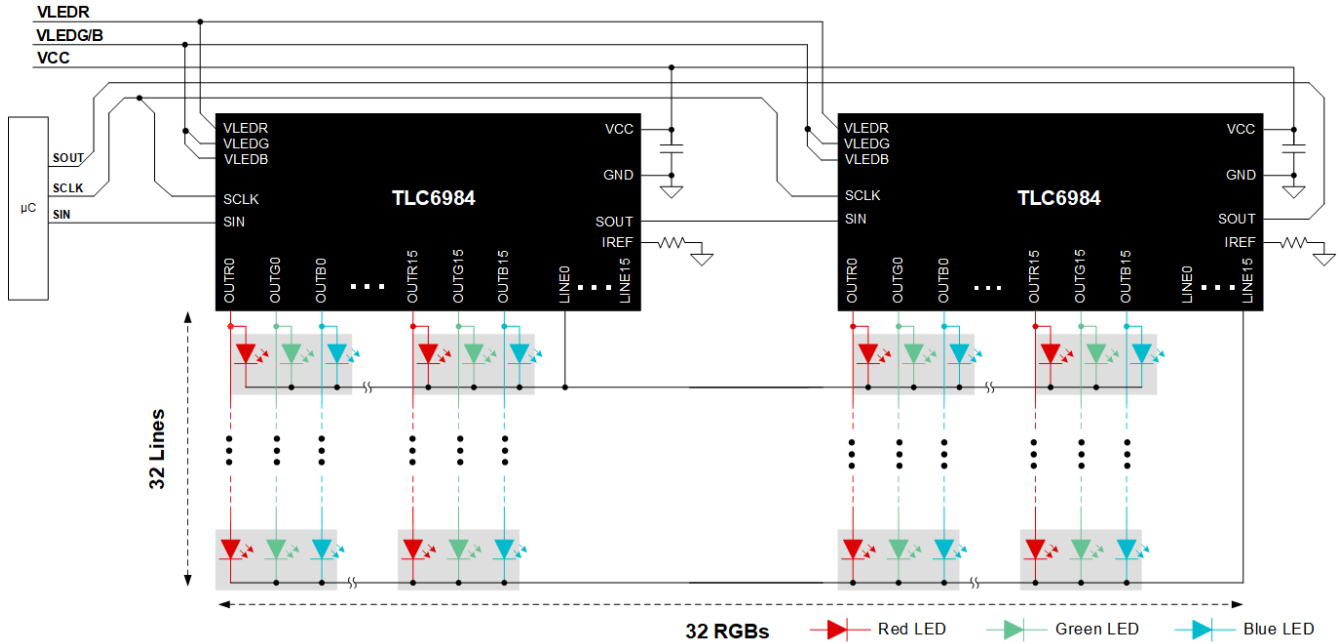 VLEDR
VLEDG/B
VCC
µC
SOUT
SCLK
SIN
VLEDR
VLEDG
VLEDB
SCLK
SIN
TLC6984
VCC
GND
SOUT
IREF
OUTR0
OUTG0
OUTB0
OUTR15
OUTG15
OUTB15
LINE0
LINE15
VLEDR
VLEDG
VLEDB
SCLK
SIN
TLC6984
VCC
GND
SOUT
IREF
OUTR0
OUTG0
OUTB0
OUTR15
OUTG15
OUTB15
LINE0
LINE15
32 Lines
32 RGBs
Red LED
Green LED
Blue LED